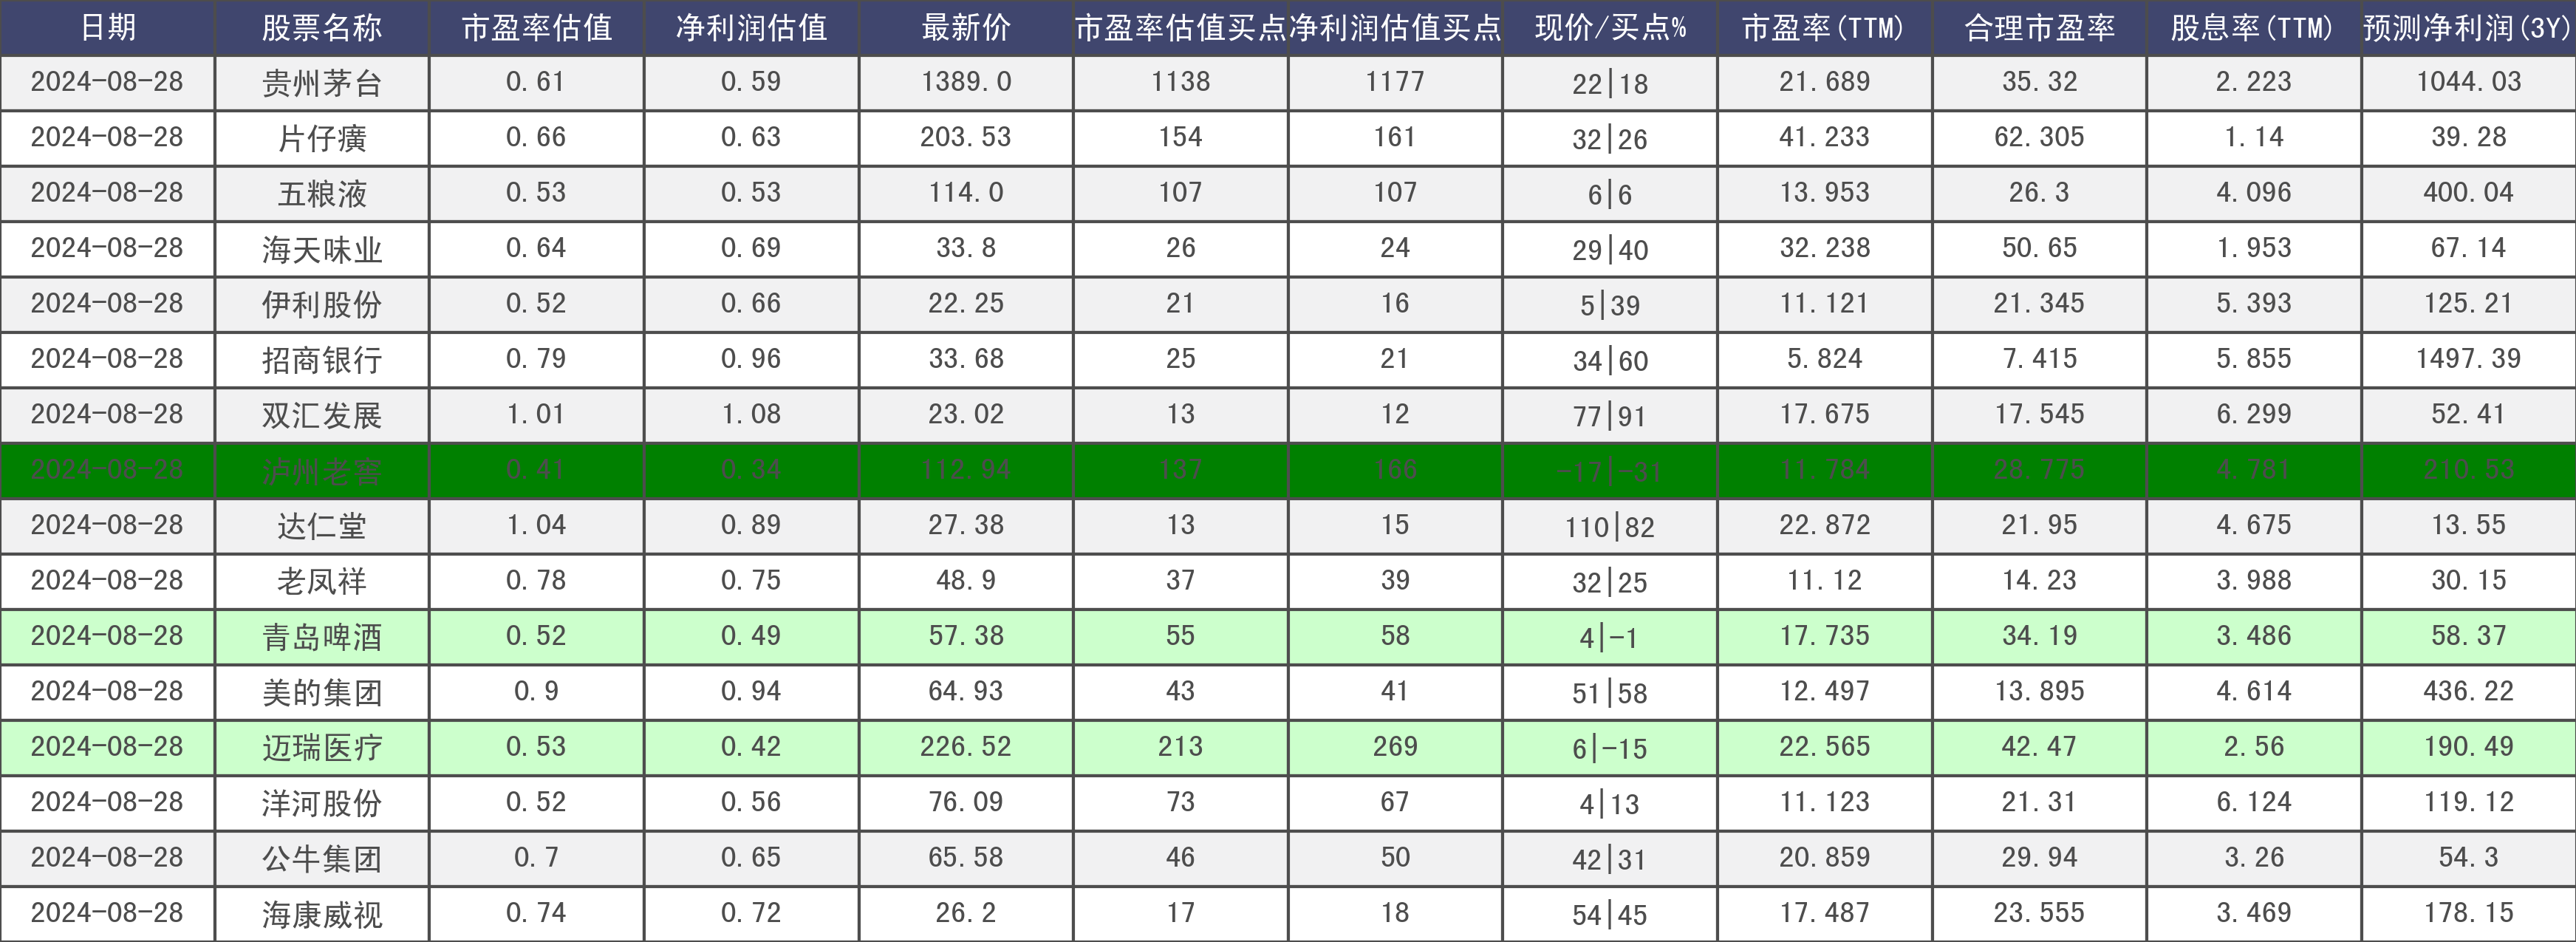 日期 股票名称 市盈率估值 净利润估值 最新价 市盈率估值买点 净利润估值买点 现价/买点% 市盈率(TTM) 合理市盈率 股息率(TTM) 预测净利润(3Y)
2024-08-28 贵州茅台 0.61 0.59 1389.0 1138 1177 22|18 21.689 35.32 2.223 1044.03
2024-08-28 片仔癀 0.66 0.63 203.53 154 161 32|26 41.233 62.305 1.14 39.28
2024-08-28 五粮液 0.53 0.53 114.0 107 107 6|6 13.953 26.3 4.096 400.04
2024-08-28 海天味业 0.64 0.69 33.8 26 24 29|40 32.238 50.65 1.953 67.14
2024-08-28 伊利股份 0.52 0.66 22.25 21 16 5|39 11.121 21.345 5.393 125.21
2024-08-28 招商银行 0.79 0.96 33.68 25 21 34|60 5.824 7.415 5.855 1497.39
2024-08-28 双汇发展 1.01 1.08 23.02 13 12 77|91 17.675 17.545 6.299 52.41
2024-08-28 泸州老窖 0.41 0.34 112.94 137 166 -17|-31 11.784 28.775 4.781 210.53
2024-08-28 达仁堂 1.04 0.89 27.38 13 15 110|82 22.872 21.95 4.675 13.55
2024-08-28 老凤祥 0.78 0.75 48.9 37 39 32|25 11.12 14.23 3.988 30.15
2024-08-28 青岛啤酒 0.52 0.49 57.38 55 58 4|-1 17.735 34.19 3.486 58.37
2024-08-28 美的集团 0.9 0.94 64.93 43 41 51|58 12.497 13.895 4.614 436.22
2024-08-28 迈瑞医疗 0.53 0.42 226.52 213 269 6|-15 22.565 42.47 2.56 190.49
2024-08-28 洋河股份 0.52 0.56 76.09 73 67 4|13 11.123 21.31 6.124 119.12
2024-08-28 公牛集团 0.7 0.65 65.58 46 50 42|31 20.859 29.94 3.26 54.3
2024-08-28 海康威视 0.74 0.72 26.2 17 18 54|45 17.487 23.555 3.469 178.15